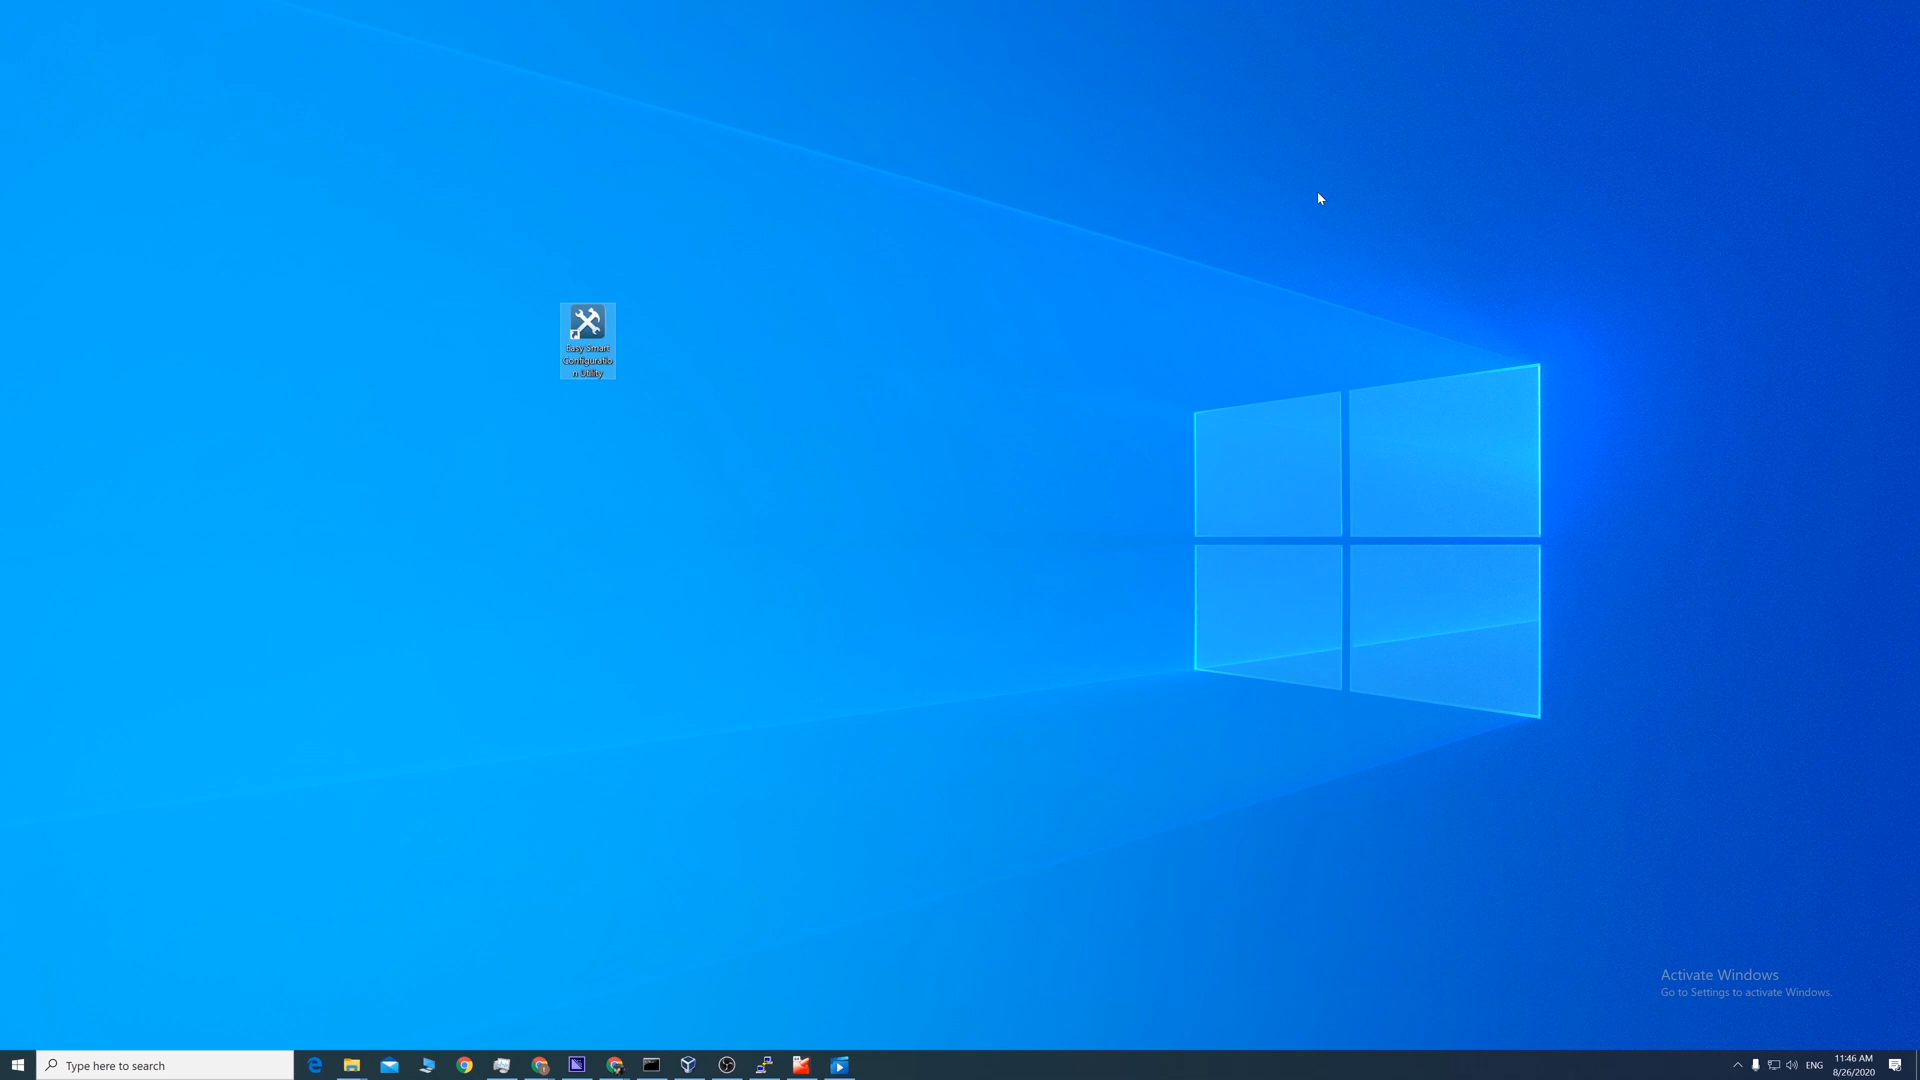 Easy Smart
Configuratio
n Utility
Activate Windows
Go to Settings to activate Windows.
Type here to search
ENG
11:46 AM
8/26/2020